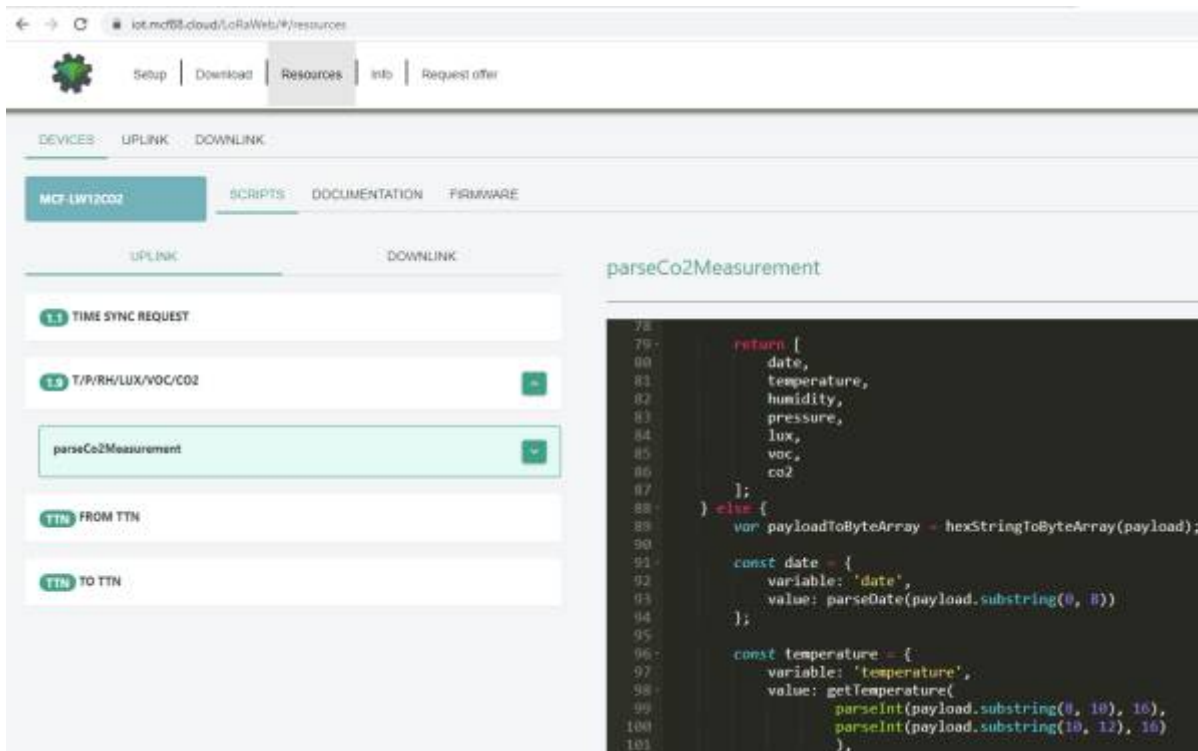 iot.mcf88.cloud/LoRaWeb/#/resources
Setup Download Resources Info Request offer
DEVICES UPLINK DOWNLINK
MCF-LW12CO2 SCRIPTS DOCUMENTATION FIRMWARE
UPLINK DOWNLINK
1.1 TIME SYNC REQUEST
1.9 T/P/RH/LUX/VOC/CO2
parseCo2Measurement
TTN FROM TTN
TTN TO TTN
parseCo2Measurement
78
79 return [
80 date,
81 temperature,
82 humidity,
83 pressure,
84 lux,
85 voc,
86 co2
87 ];
88 } else {
89 var payloadToByteArray = hexStringToByteArray(payload);
90
91 const date = {
92 variable: 'date',
93 value: parseDate(payload.substring(0, 8))
94 };
95
96 const temperature = {
97 variable: 'temperature',
98 value: getTemperature(
99 parseInt(payload.substring(8, 10), 16),
100 parseInt(payload.substring(10, 12), 16)
101 ),